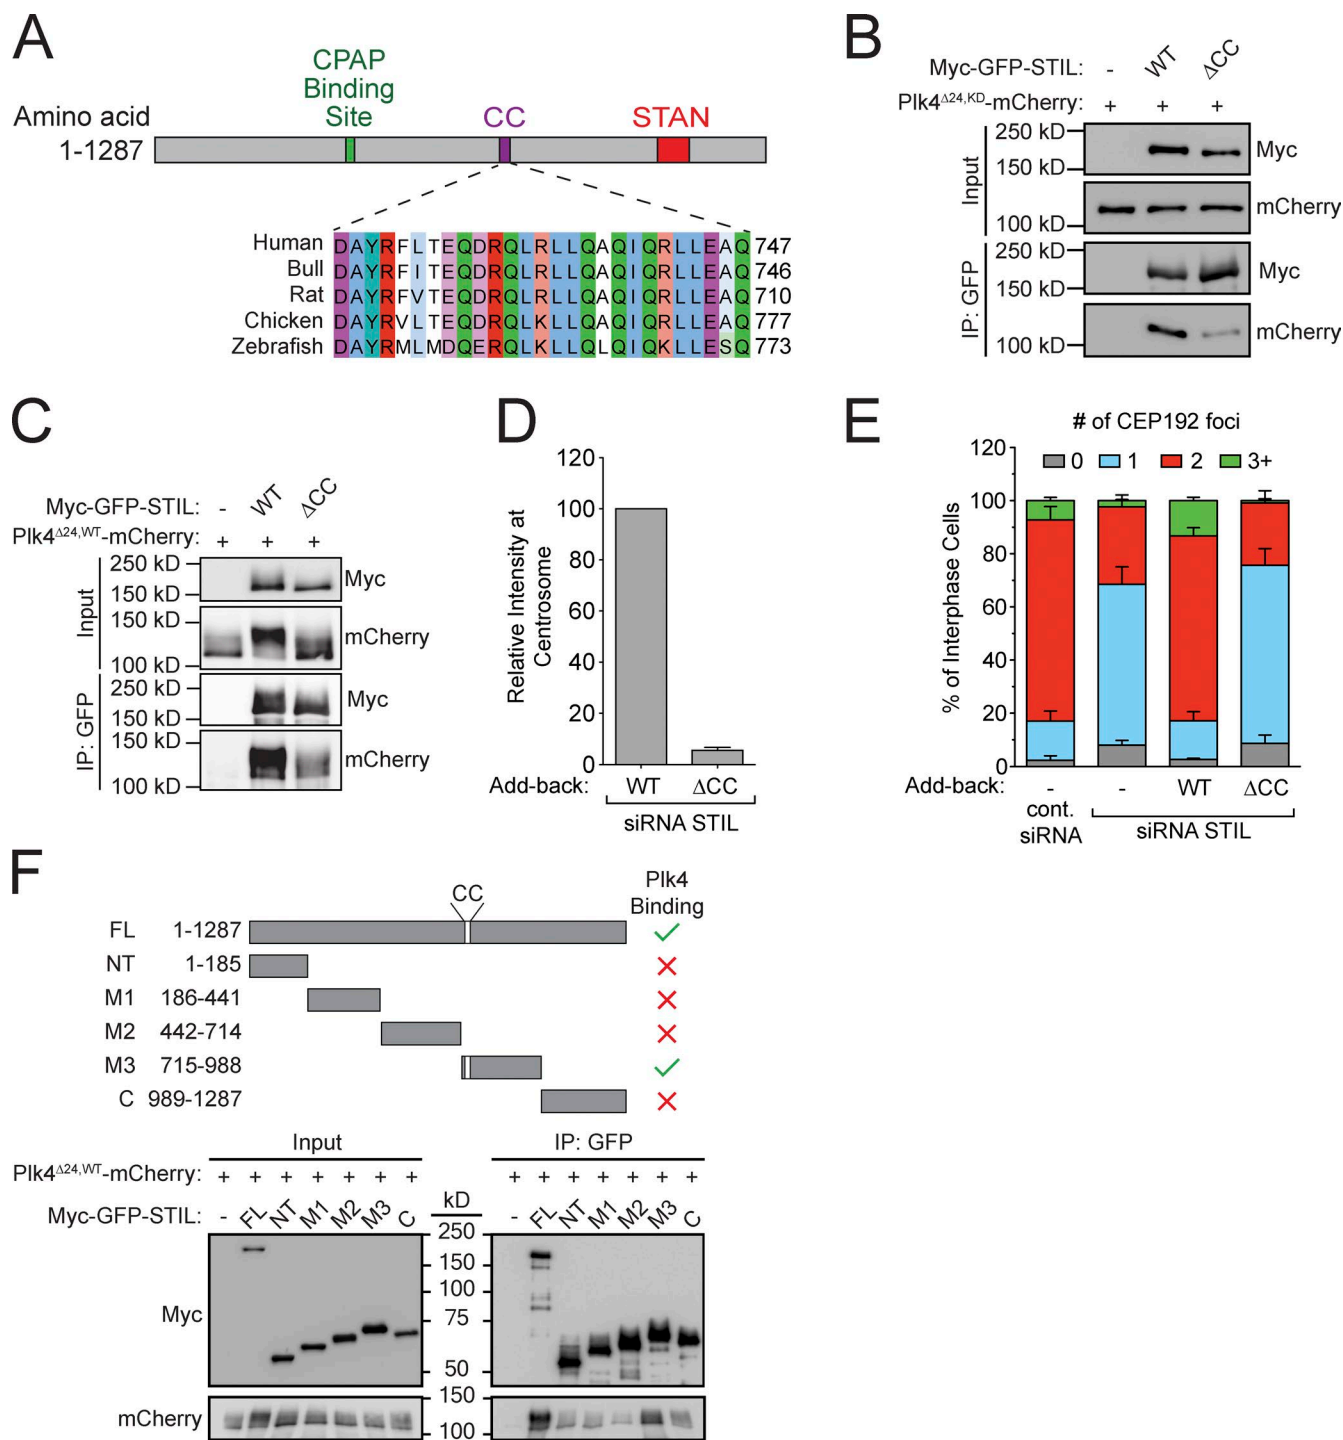 A
CPAP
Binding
Site
CC
STAN
Amino acid
1-1287
Human DAYRFLTEQDRQLRLLQAQIQRLLEAQ 747
Bull DAYRFITEQDRQLRLLQAQIQRLLEAQ 746
Rat DAYRFVTEQDRQLRLLQAQIQRLLEAQ 710
Chicken DAYRVLTEQDRQLKLLQAQIQRLLEAQ 777
Zebrafish DAYRMLMDQERQLKLLQLQIQKLLESQ 773
B
Myc-GFP-STIL: - WT ΔCC
Plk4Δ24,KD-mCherry: + + +
Input
250 kD
150 kD
Myc
100 kD
mCherry
IP: GFP
250 kD
150 kD
Myc
100 kD
mCherry
C
Myc-GFP-STIL: - WT ΔCC
Plk4Δ24,WT-mCherry: + + +
Input
250 kD
150 kD
Myc
150 kD
100 kD
mCherry
IP: GFP
250 kD
150 kD
Myc
150 kD
100 kD
mCherry
D
Relative Intensity at
Centrosome
120
100
80
60
40
20
0
Add-back: WT ΔCC
siRNA STIL
E
# of CEP192 foci
0 1 2 3+
% of Interphase Cells
120
100
80
60
40
20
0
Add-back: - - WT ΔCC
cont.
siRNA
siRNA STIL
F
CC
Plk4
Binding
FL 1-1287
NT 1-185
M1 186-441
M2 442-714
M3 715-988
C 989-1287
Input
IP: GFP
Plk4Δ24,WT-mCherry: + + + + + + + + + + + + + +
Myc-GFP-STIL: - FL NT M1 M2 M3 C kD - FL NT M1 M2 M3 C
Myc
250
150
100
75
50
mCherry
150
100